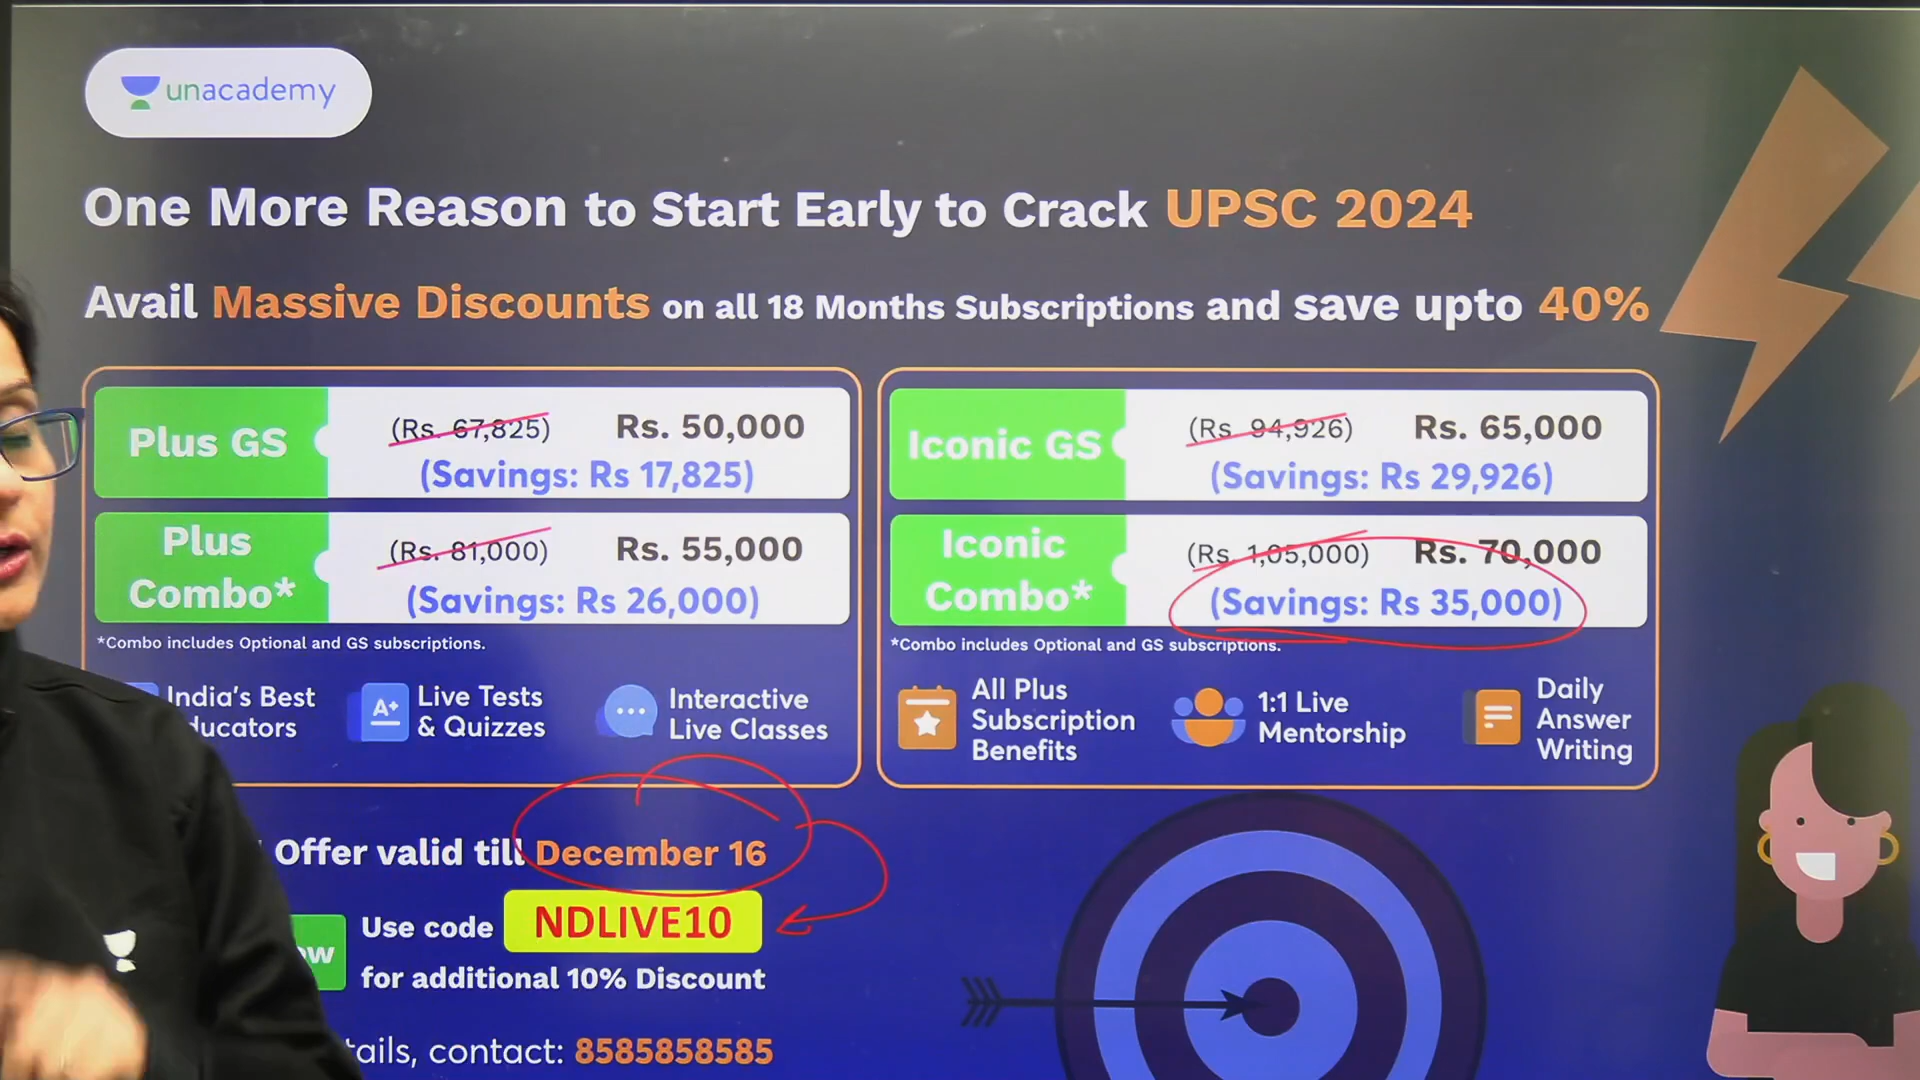 unacademy
One More Reason to Start Early to Crack UPSC 2024
Avail Massive Discounts on all 18 Months Subscriptions and save upto 40%
Plus GS
(Rs. 67,825) Rs. 50,000
(Savings: Rs 17,825)
Plus
Combo*
(Rs. 81,000) Rs. 55,000
(Savings: Rs 26,000)
*Combo includes Optional and GS subscriptions.
India's Best
ducators
Live Tests
& Quizzes
Interactive
Live Classes
Iconic GS
(Rs. 94,926) Rs. 65,000
(Savings: Rs 29,926)
Iconic
Combo*
(Rs. 1,05,000) Rs. 70,000
(Savings: Rs 35,000)
*Combo includes Optional and GS subscriptions.
All Plus
Subscription
Benefits
1:1 Live
Mentorship
Daily
Answer
Writing
Offer valid till December 16
ow
Use code NDLIVE10
for additional 10% Discount
tails, contact: 8585858585